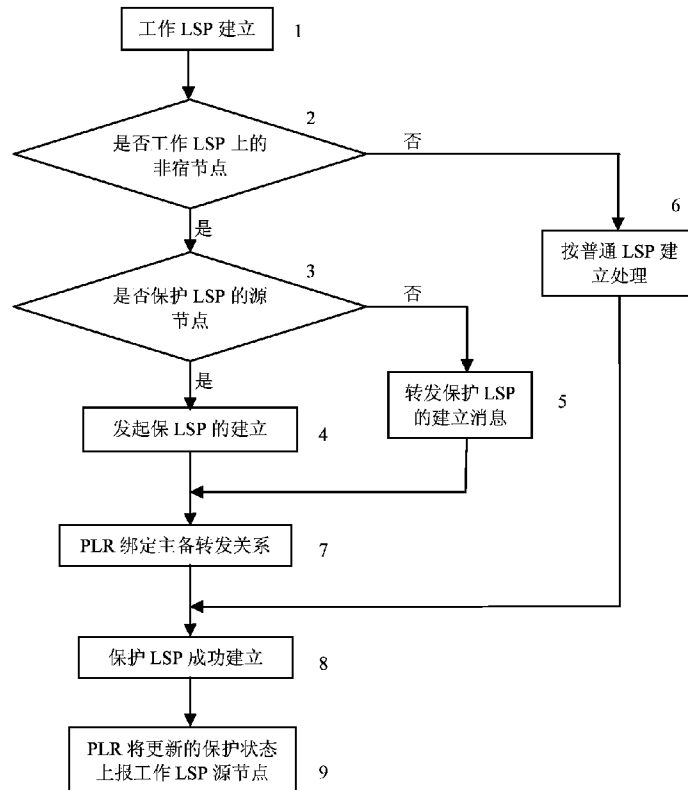 工作 LSP 建立
1
2
是否工作 LSP 上的
非宿节点
否
是
6
按普通 LSP 建
立处理
3
是否保护 LSP 的源
节点
否
是
转发保护 LSP
的建立消息
5
发起保 LSP 的建立
4
PLR 绑定主备转发关系
7
保护 LSP 成功建立
8
PLR 将更新的保护状态
上报工作 LSP 源节点
9